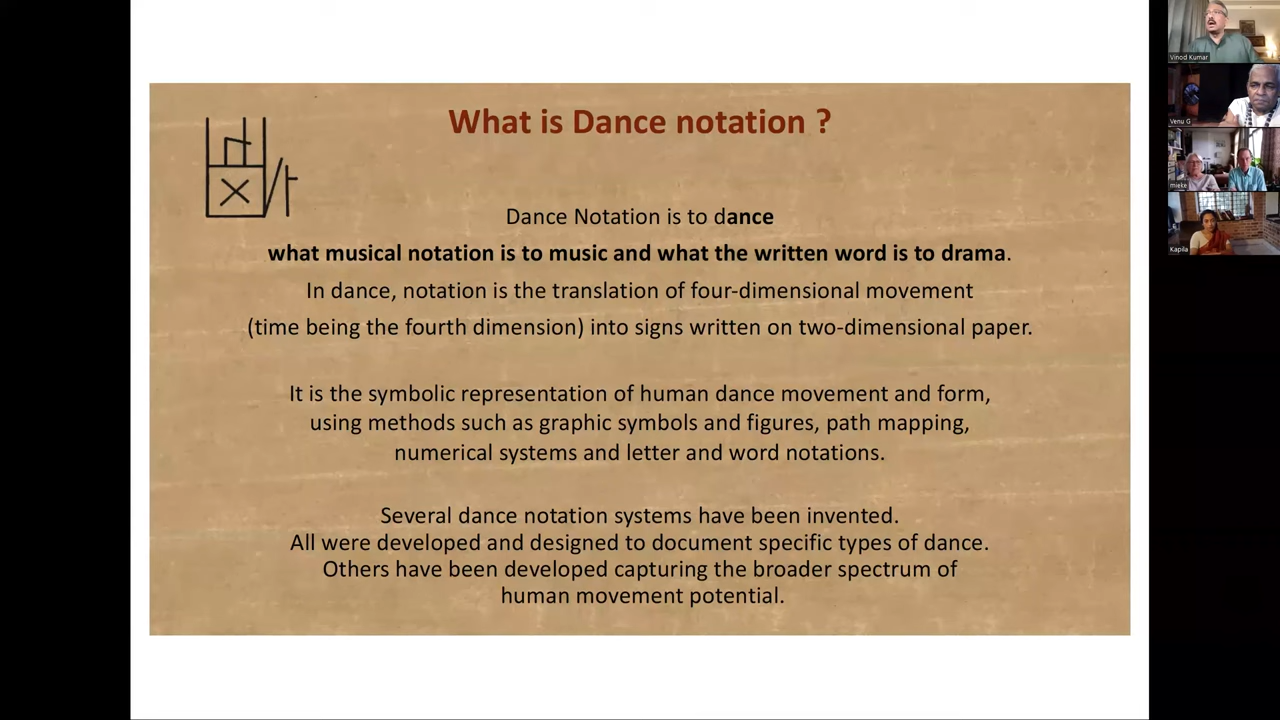 What is Dance notation ?
Dance Notation is to dance
what musical notation is to music and what the written word is to drama.
In dance, notation is the translation of four-dimensional movement
(time being the fourth dimension) into signs written on two-dimensional paper.
It is the symbolic representation of human dance movement and form,
using methods such as graphic symbols and figures, path mapping,
numerical systems and letter and word notations.
Several dance notation systems have been invented.
All were developed and designed to document specific types of dance.
Others have been developed capturing the broader spectrum of
human movement potential.
Vinod Kumar
Venu G
mieke
Kapila